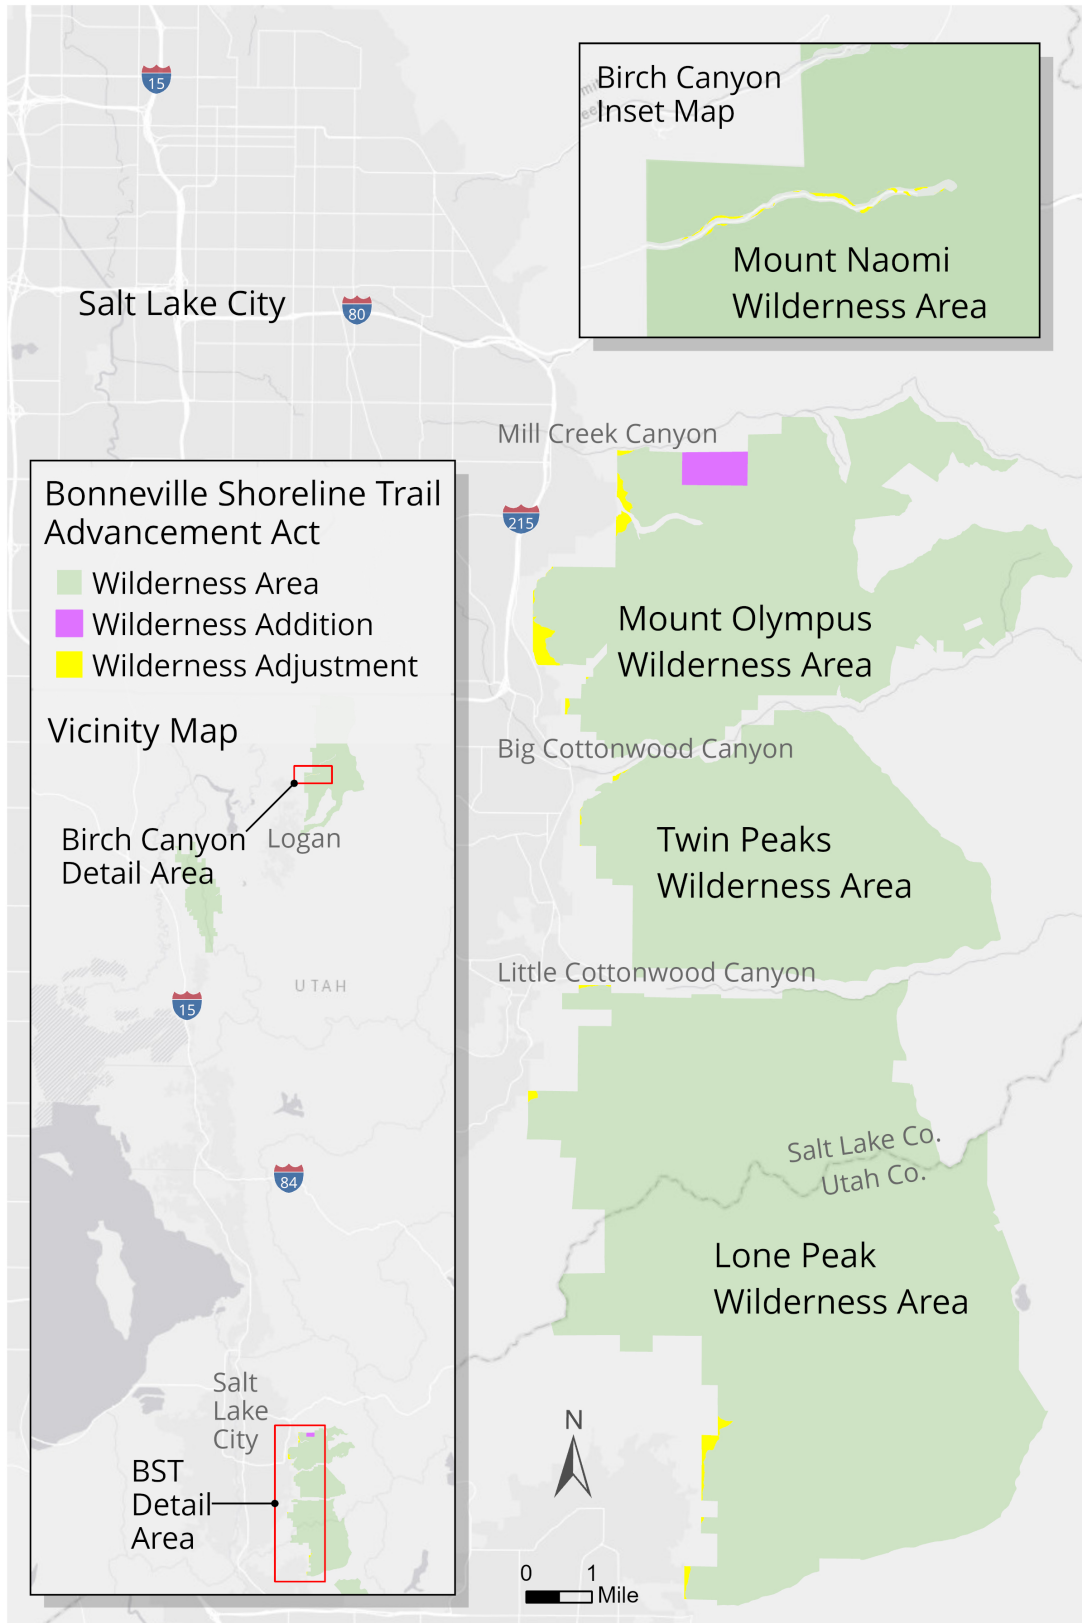 15
Birch Canyon
Inset Map
Mount Naomi
Wilderness Area
Salt Lake City
80
Mill Creek Canyon
Bonneville Shoreline Trail
Advancement Act
Wilderness Area
Wilderness Addition
Wilderness Adjustment
215
Mount Olympus
Wilderness Area
Vicinity Map
Big Cottonwood Canyon
Birch Canyon
Detail Area
Logan
Twin Peaks
Wilderness Area
Little Cottonwood Canyon
UTAH
15
84
Salt Lake Co.
Utah Co.
Lone Peak
Wilderness Area
Salt
Lake
City
BST
Detail
Area
N
0 1
Mile